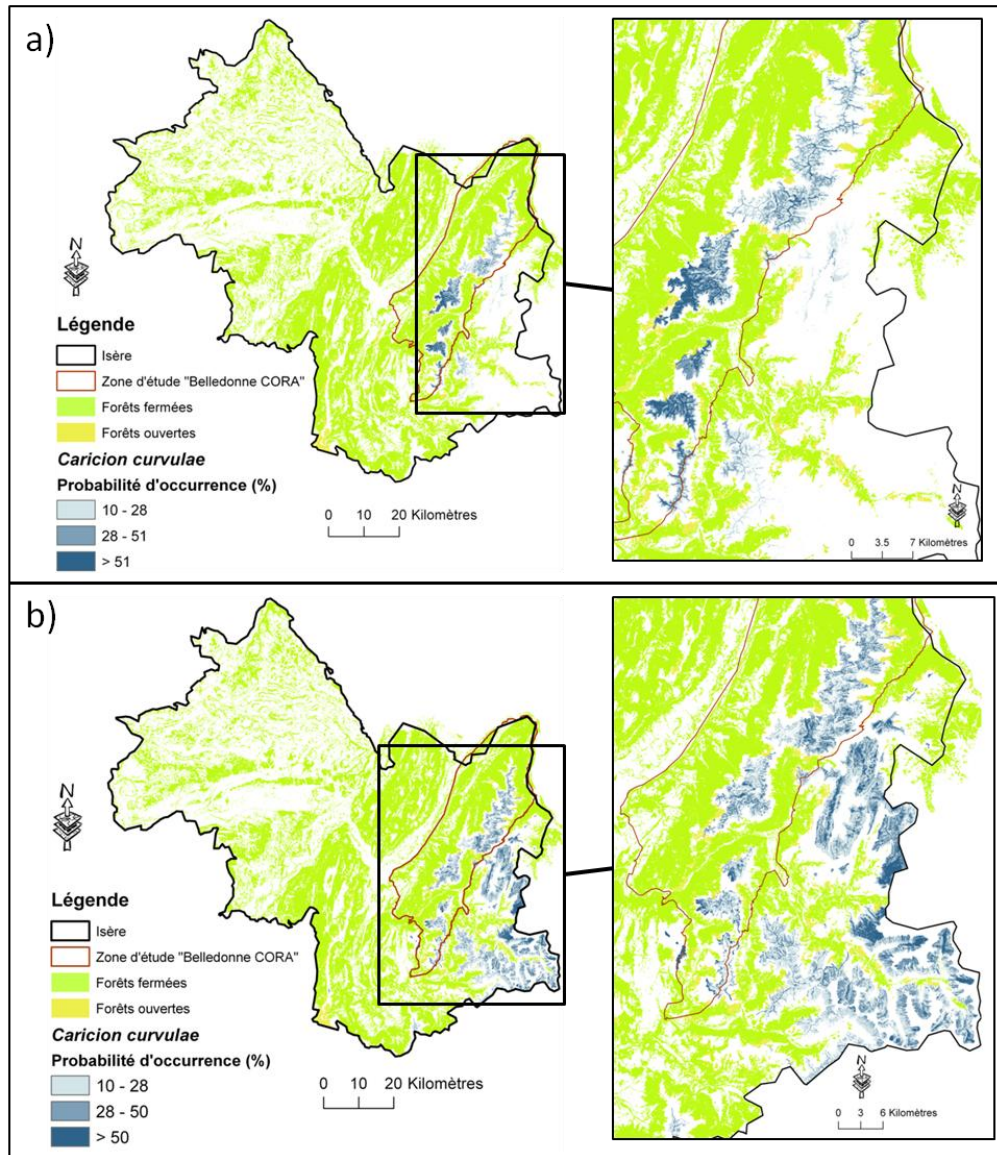 a)
N
Légende
Isère
Zone d'étude "Belledonne CORA"
Forêts fermées
Forêts ouvertes
Caricion curvulae
Probabilité d'occurrence (%)
10 - 28
28 - 51
> 51
0 10 20 Kilomètres
N
0 3.5 7 Kilomètres
b)
N
Légende
Isère
Zone d'étude "Belledonne CORA"
Forêts fermées
Forêts ouvertes
Caricion curvulae
Probabilité d'occurrence (%)
10 - 28
28 - 50
> 50
0 10 20 Kilomètres
N
0 3 6 Kilomètres